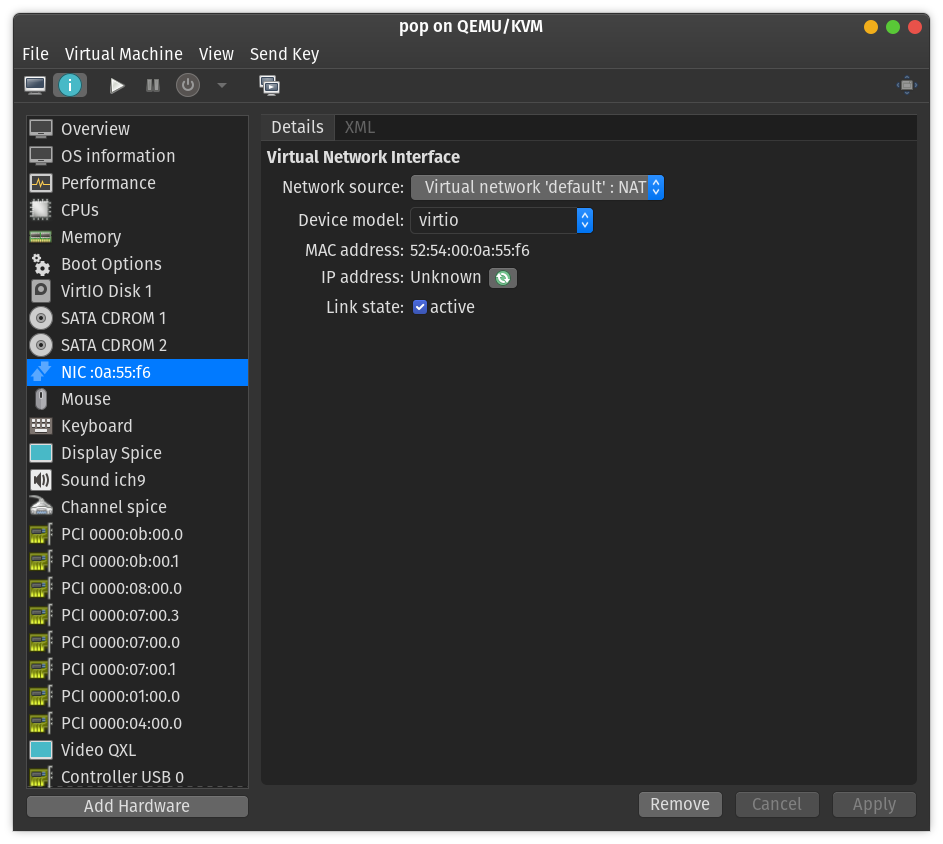 pop on QEMU/KVM
File Virtual Machine View Send Key
Details XML
Overview
OS information
Performance
CPUs
Memory
Boot Options
VirtIO Disk 1
SATA CDROM 1
SATA CDROM 2
NIC :0a:55:f6
Mouse
Keyboard
Display Spice
Sound ich9
Channel spice
PCI 0000:0b:00.0
PCI 0000:0b:00.1
PCI 0000:08:00.0
PCI 0000:07:00.3
PCI 0000:07:00.0
PCI 0000:07:00.1
PCI 0000:01:00.0
PCI 0000:04:00.0
Video QXL
Controller USB 0
Add Hardware
Virtual Network Interface
Network source: Virtual network 'default' : NAT
Device model: virtio
MAC address: 52:54:00:0a:55:f6
IP address: Unknown
Link state: active
Remove Cancel Apply